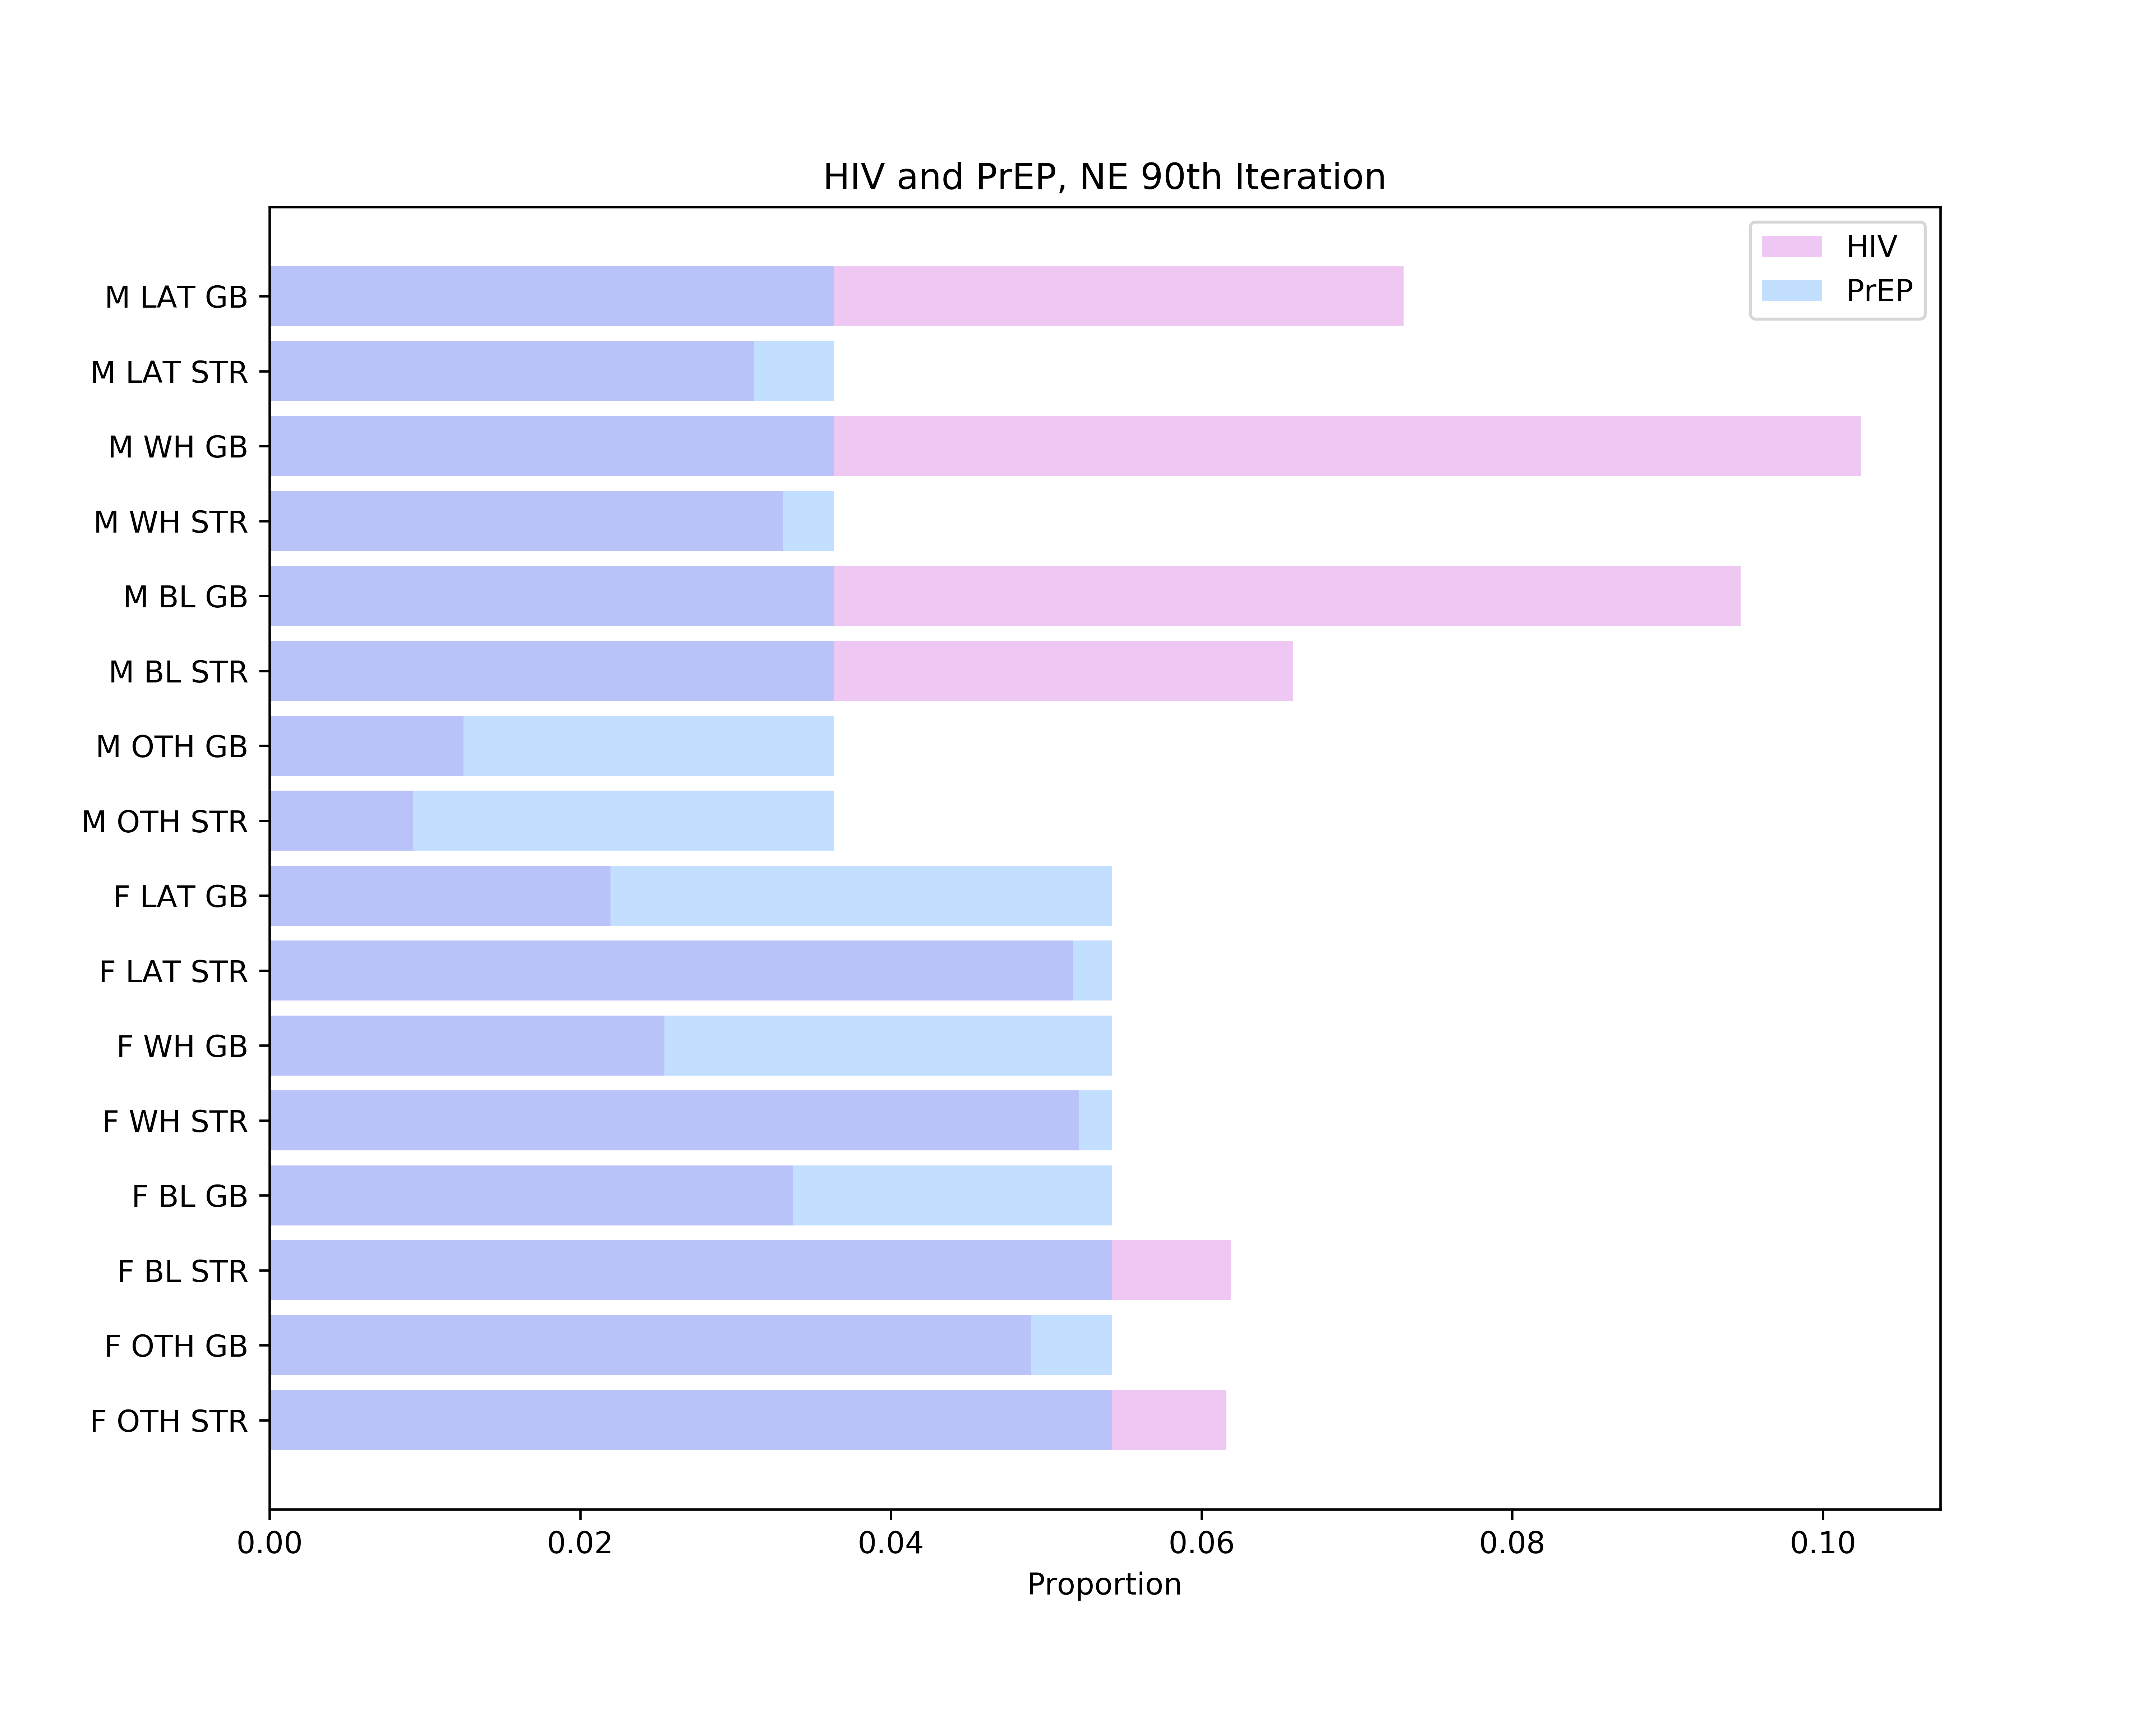 HIV and PrEP, NE 90th Iteration
HIV
PrEP
M LAT GB
M LAT STR
M WH GB
M WH STR
M BL GB
M BL STR
M OTH GB
M OTH STR
F LAT GB
F LAT STR
F WH GB
F WH STR
F BL GB
F BL STR
F OTH GB
F OTH STR
0.00 0.02 0.04 0.06 0.08 0.10
Proportion